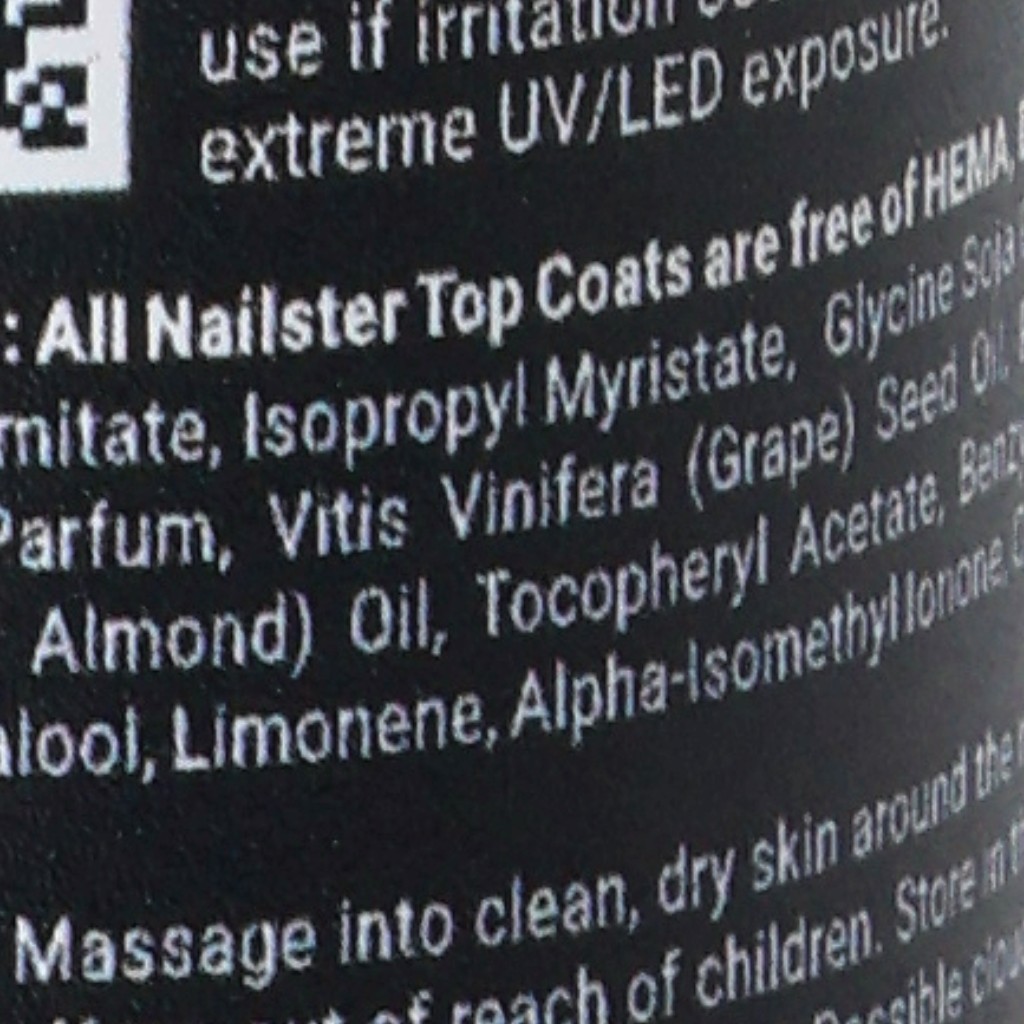 use if irritation
extreme UV/LED exposure.
: All Nailster Top Coats are free of HEMA,
Isopropyl Myristate, Glycine Soja
Parfum, Vitis Vinifera (Grape) Seed Oil,
Almond) Oil, Tocopheryl Acetate,
Limonene, Alpha-Isomethyl Ionone,
Massage into clean, dry skin around the
of reach of children. Store in
Possible